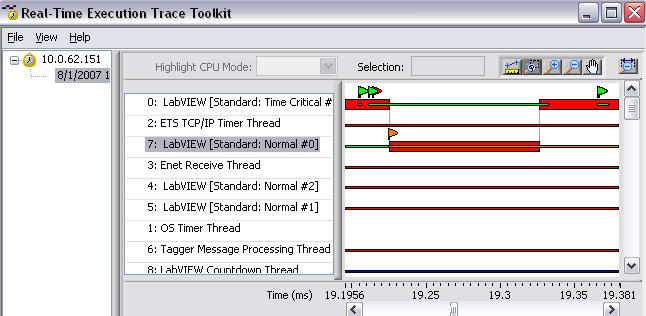 Real-Time Execution Trace Toolkit
File View Help
10.0.62.151
8/1/2007 1
Highlight CPU Mode:
Selection:
0: LabVIEW [Standard: Time Critical #
2: ETS TCP/IP Timer Thread
7: LabVIEW [Standard: Normal #0]
3: Enet Receive Thread
4: LabVIEW [Standard: Normal #2]
5: LabVIEW [Standard: Normal #1]
1: OS Timer Thread
6: Tagger Message Processing Thread
8: LabVIEW Countdown Thread
Time (ms) 19.1956 19.25 19.3 19.35 19.381